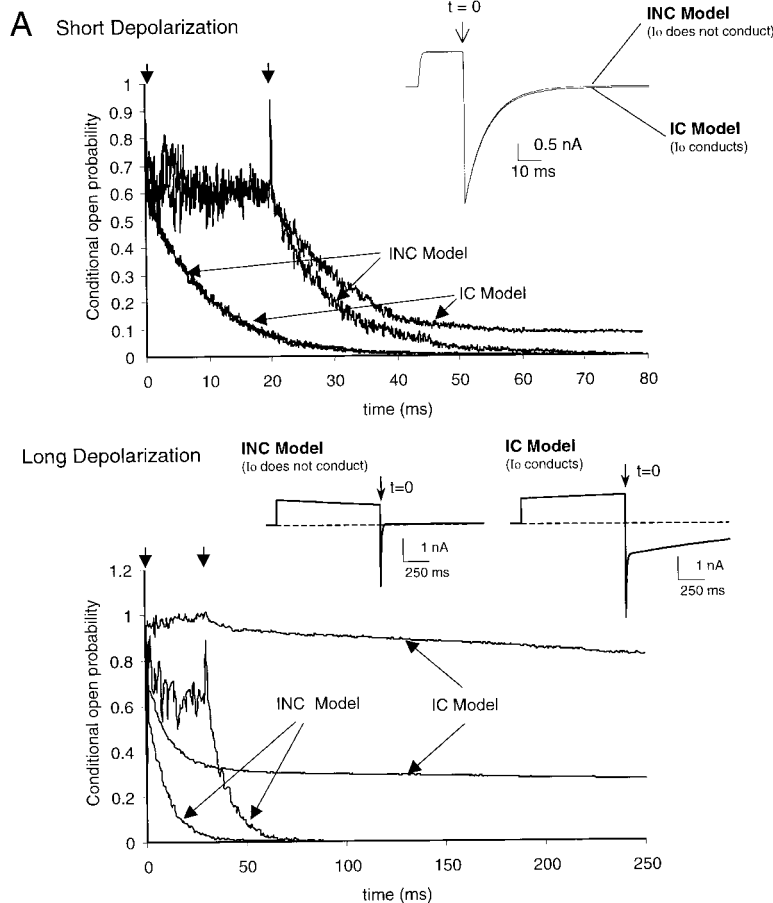 A
Short Depolarization
t = 0
INC Model
(Io does not conduct)
IC Model
(Io conducts)
0.5 nA
10 ms
Conditional open probability
1
0.9
0.8
0.7
0.6
0.5
0.4
0.3
0.2
0.1
0
INC Model
IC Model
0 10 20 30 40 50 60 70 80
time (ms)
Long Depolarization
INC Model
(Io does not conduct)
t=0
1 nA
250 ms
IC Model
(Io conducts)
t=0
1 nA
250 ms
Conditional open probability
1.2
1
0.8
0.6
0.4
0.2
0
INC Model
IC Model
0 50 100 150 200 250
time (ms)